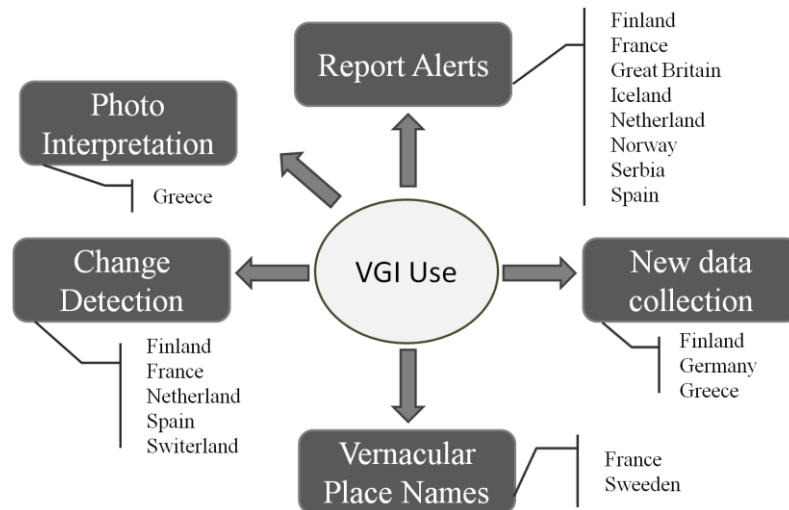 Report Alerts
Finland
France
Great Britain
Iceland
Netherland
Norway
Serbia
Spain
Photo
Interpretation
Greece
VGI Use
Change
Detection
Finland
France
Netherland
Spain
Switerland
New data
collection
Finland
Germany
Greece
Vernacular
Place Names
France
Sweeden